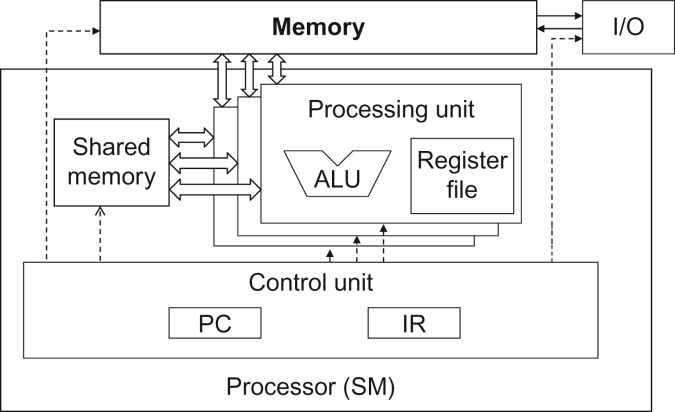 Memory
I/O
Processing unit
Shared
memory
ALU
Register
file
Control unit
PC
IR
Processor (SM)